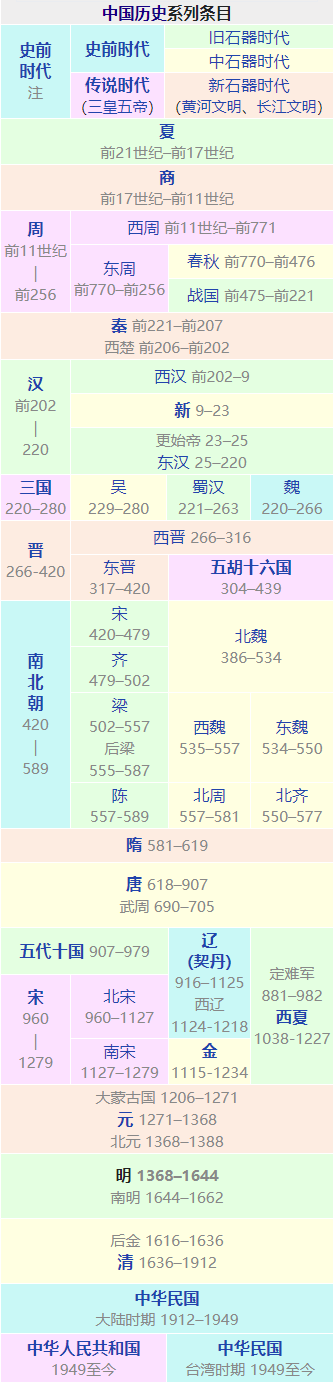 中国历史系列条目
史前
时代
注
史前时代
旧石器时代
中石器时代
传说时代
（三皇五帝）
新石器时代
（黄河文明、长江文明）
夏
前21世纪–前17世纪
商
前17世纪–前11世纪
周
前11世纪
|
前256
西周 前11世纪–前771
东周
前770–前256
春秋 前770–前476
战国 前475–前221
秦 前221–前207
西楚 前206–前202
汉
前202
|
220
西汉 前202–9
新 9–23
更始帝 23–25
东汉 25–220
三国
220–280
吴
229–280
蜀汉
221–263
魏
220–266
晋
266-420
西晋 266–316
东晋
317–420
五胡十六国
304–439
南
北
朝
420
|
589
宋
420–479
北魏
386–534
齐
479–502
梁
502–557
后梁
555–587
西魏
535–557
东魏
534–550
陈
557-589
北周
557–581
北齐
550–577
隋 581–619
唐 618–907
武周 690–705
五代十国 907–979
辽
(契丹)
916–1125
西辽
1124-1218
定难军
881–982
西夏
1038-1227
宋
960
|
1279
北宋
960–1127
南宋
1127–1279
金
1115-1234
大蒙古国 1206–1271
元 1271–1368
北元 1368–1388
明 1368–1644
南明 1644–1662
后金 1616–1636
清 1636–1912
中华民国
大陆时期 1912–1949
中华人民共和国
1949至今
中华民国
台湾时期 1949至今